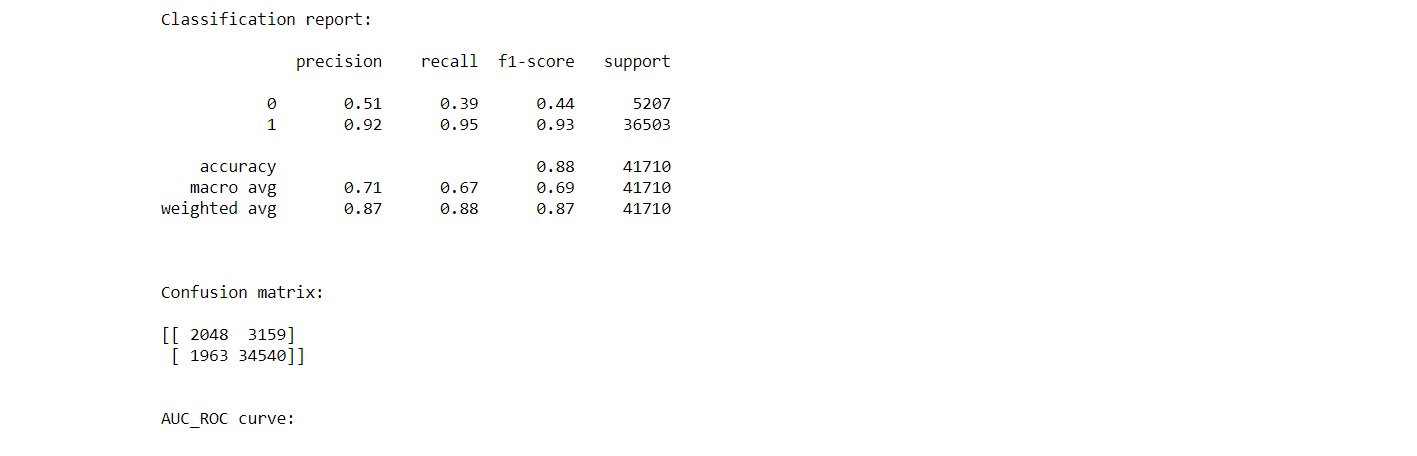 Classification report:
precision recall f1-score support
0 0.51 0.39 0.44 5207
1 0.92 0.95 0.93 36503
accuracy 0.88 41710
macro avg 0.71 0.67 0.69 41710
weighted avg 0.87 0.88 0.87 41710
Confusion matrix:
[[ 2048 3159]
[ 1963 34540]]
AUC_ROC curve: